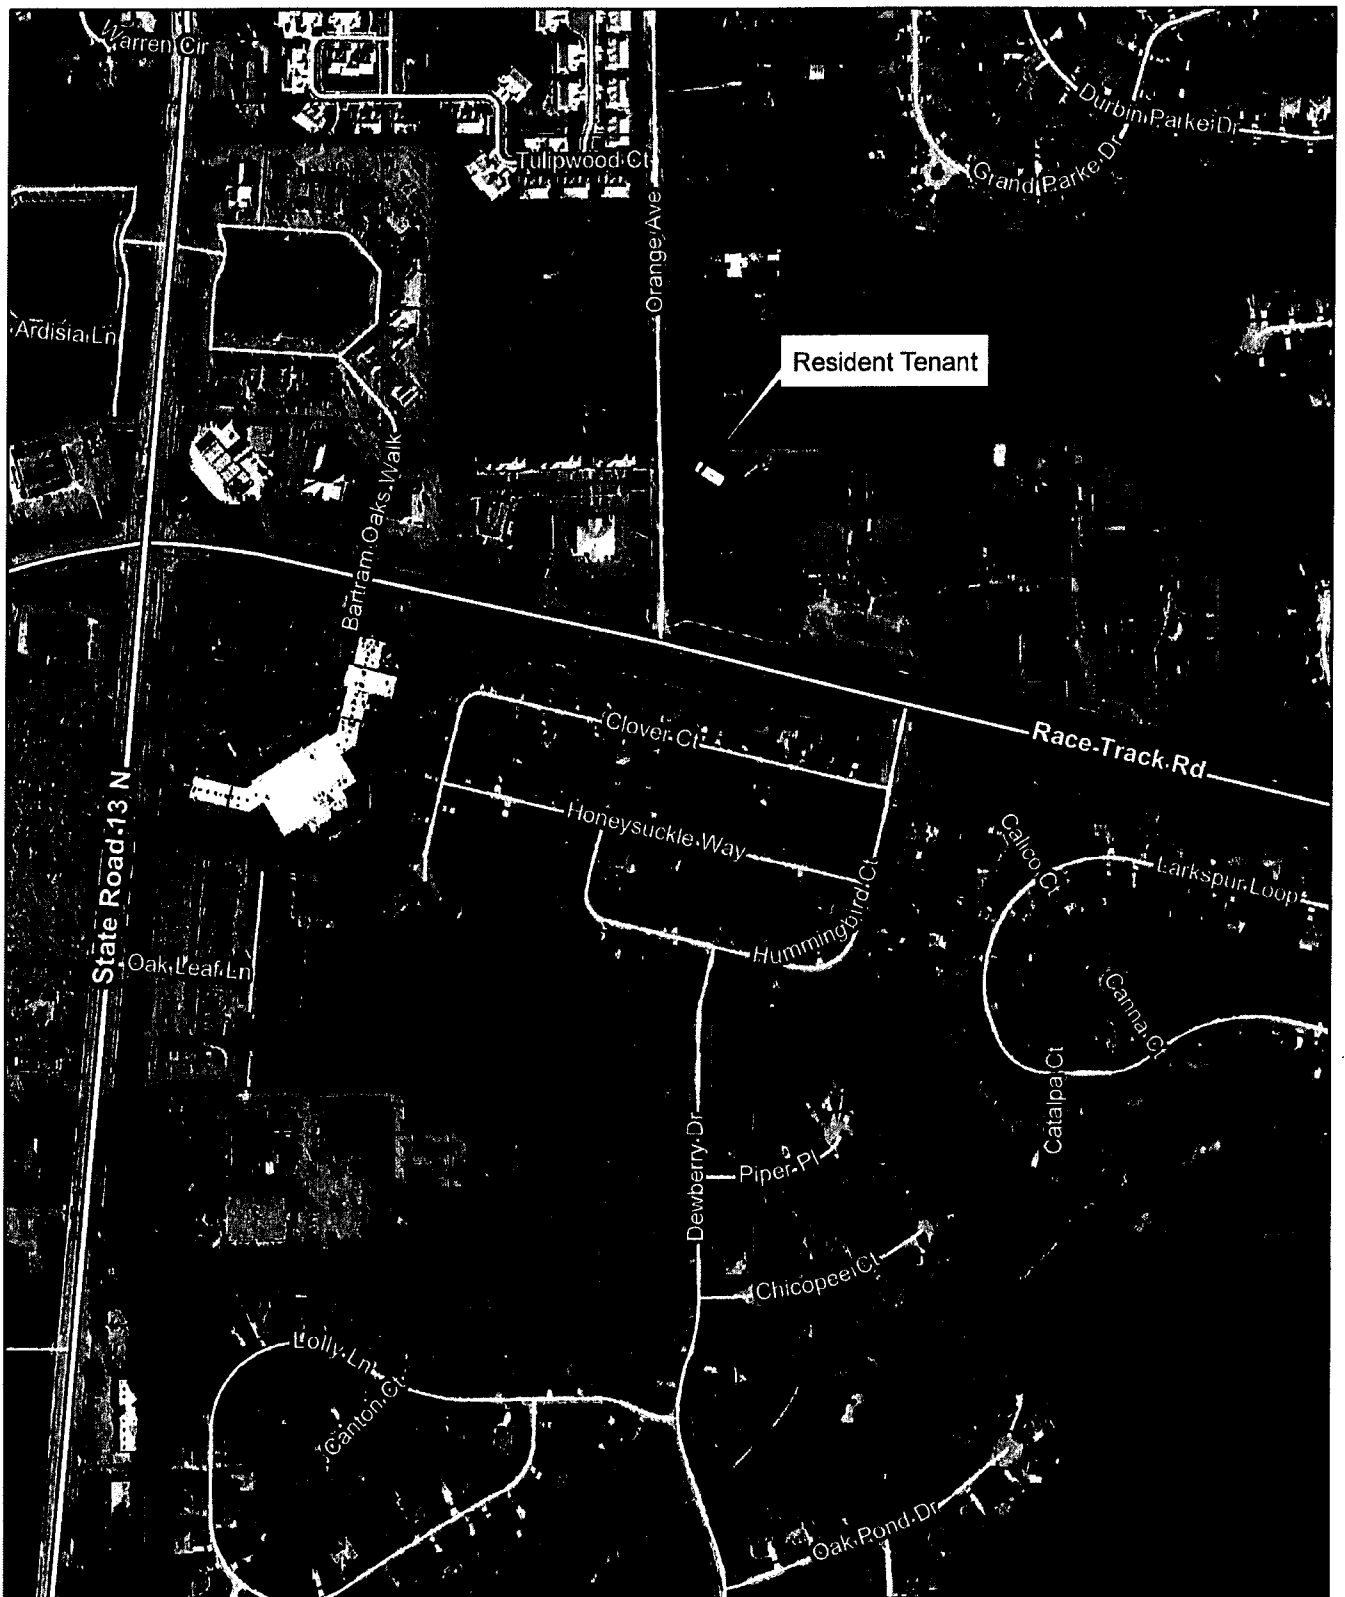 Warren Cir
Durbin Parke Dr
Tulipwood Ct
Grand Parke Dr
Orange Ave
Ardisia Ln
Resident Tenant
Bartram Oaks Walk
Clover Ct
Race Track Rd
Honeysuckle Way
State Road 13 N
Calico Ct
Larkspur Loop
Hummingbird Ct
Oak Leaf Ln
Canna Ct
Catalpa Ct
Dewberry Dr
Piper Pl
Chicopee Ct
Lolly Ln
Canton Ct
Oak Pond Dr